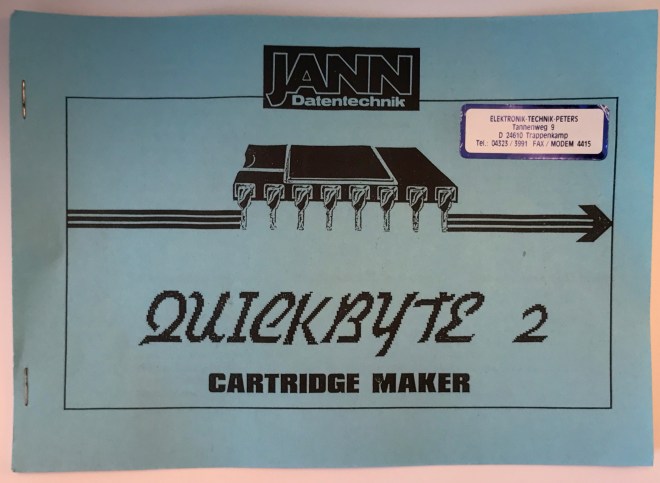 JANN
Datentechnik
ELEKTRONIK-TECHNIK-PETERS
Tannenweg 9
D 24610 Trappenkamp
Tel.: 04323 / 3991 FAX / MODEM 4415
QUICKBYTE 2
CARTRIDGE MAKER